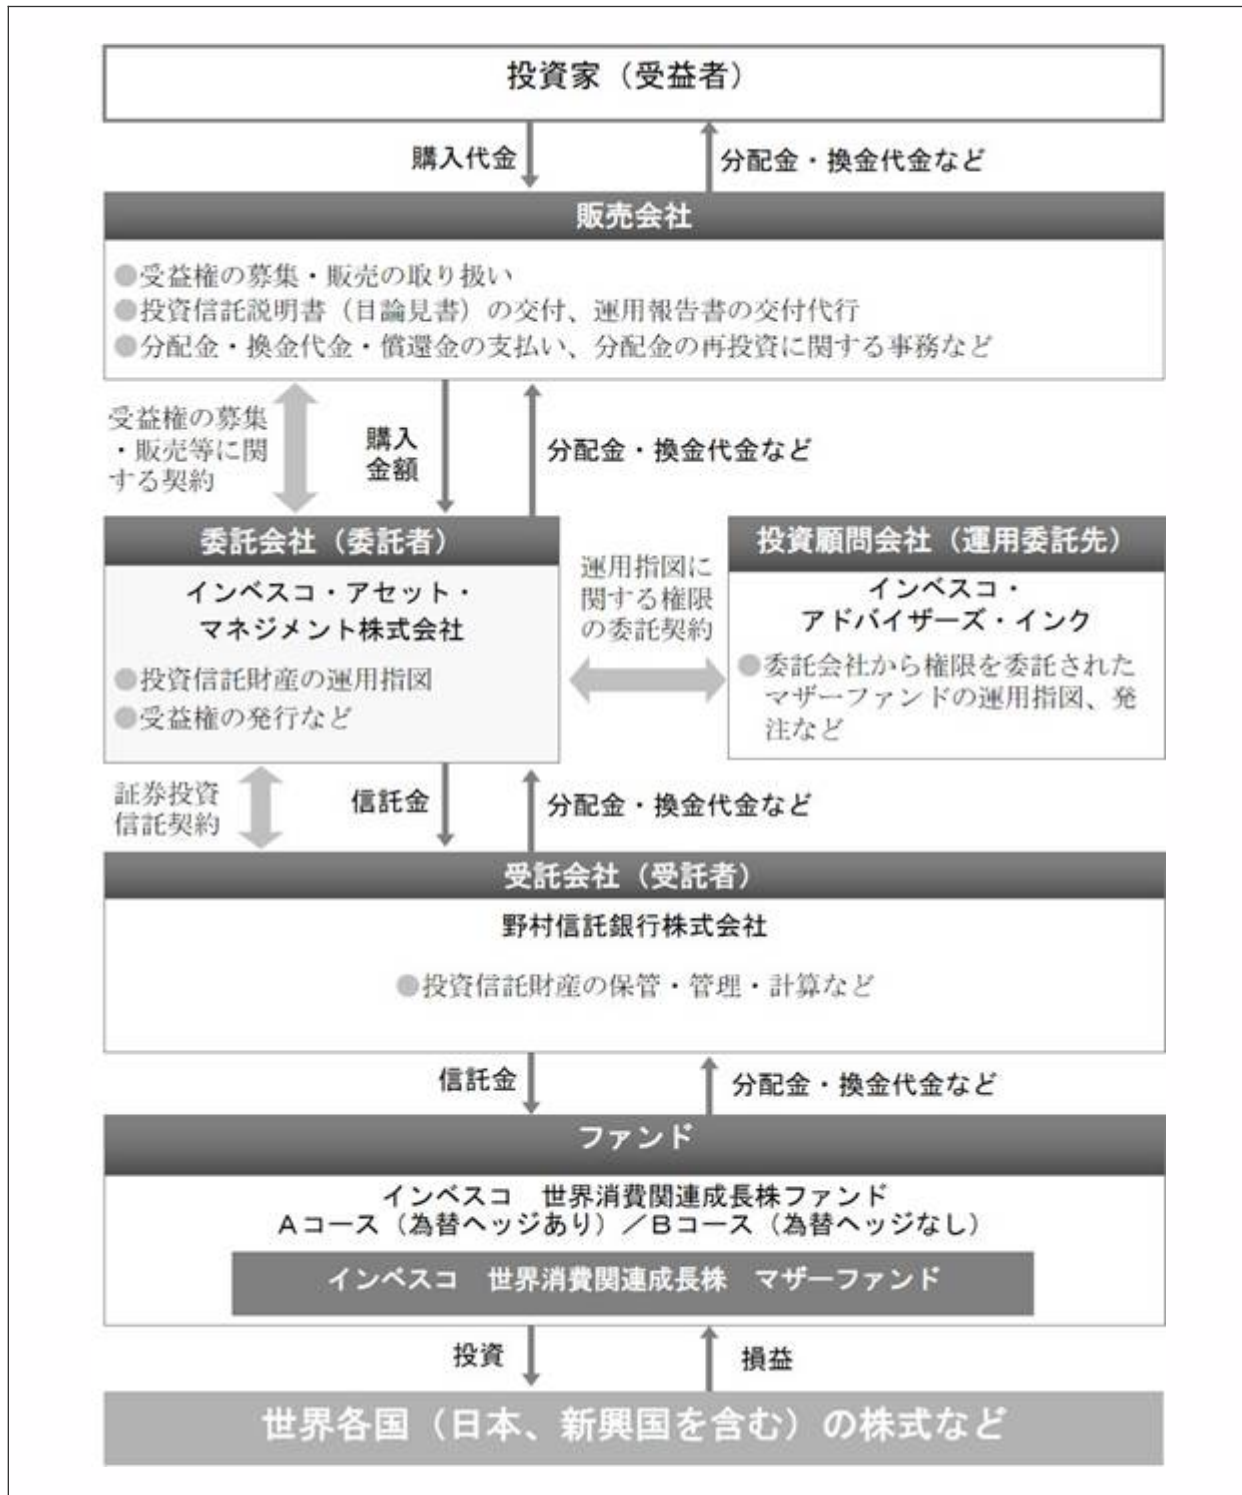 投資家（受益者）
購入代金
分配金・換金代金など
販売会社
●受益権の募集・販売の取り扱い
●投資信託説明書（目論見書）の交付、運用報告書の交付代行
●分配金・換金代金・償還金の支払い、分配金の再投資に関する事務など
受益権の募集
・販売等に関
する契約
購入
金額
分配金・換金代金など
委託会社（委託者）
インベスコ・アセット・
マネジメント株式会社
●投資信託財産の運用指図
●受益権の発行など
運用指図に
関する権限
の委託契約
投資顧問会社（運用委託先）
インベスコ・
アドバイザーズ・インク
●委託会社から権限を委託された
マザーファンドの運用指図、発
注など
証券投資
信託契約
信託金
分配金・換金代金など
受託会社（受託者）
野村信託銀行株式会社
●投資信託財産の保管・管理・計算など
信託金
分配金・換金代金など
ファンド
インベスコ　世界消費関連成長株ファンド
Ａコース（為替ヘッジあり）／Ｂコース（為替ヘッジなし）
インベスコ　世界消費関連成長株　マザーファンド
投資
損益
世界各国（日本、新興国を含む）の株式など